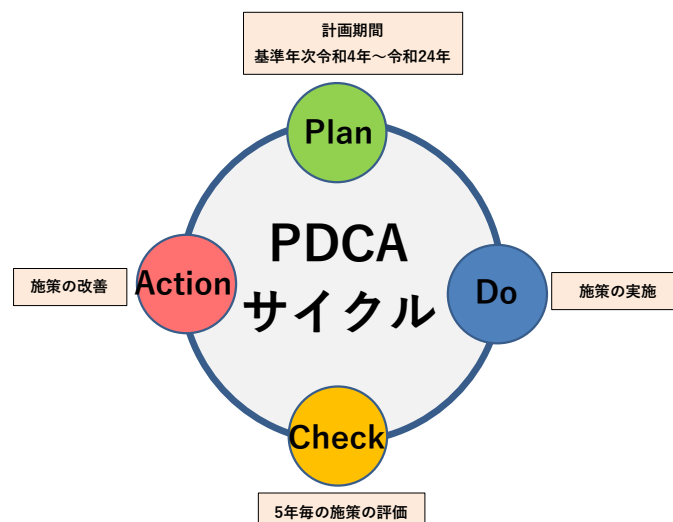 計画期間
基準年次令和4年～令和24年
Plan
PDCA
サイクル
Action
施策の改善
Do
施策の実施
Check
5年毎の施策の評価